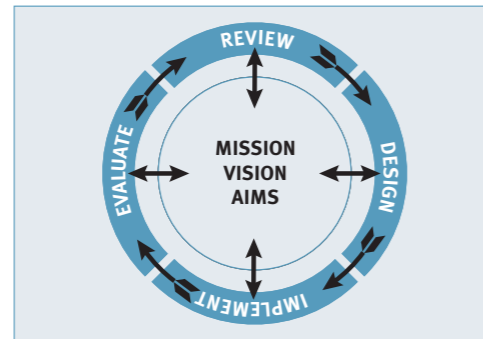 REVIEW
DESIGN
IMPLEMENT
EVALUATE
MISSION
VISION
AIMS